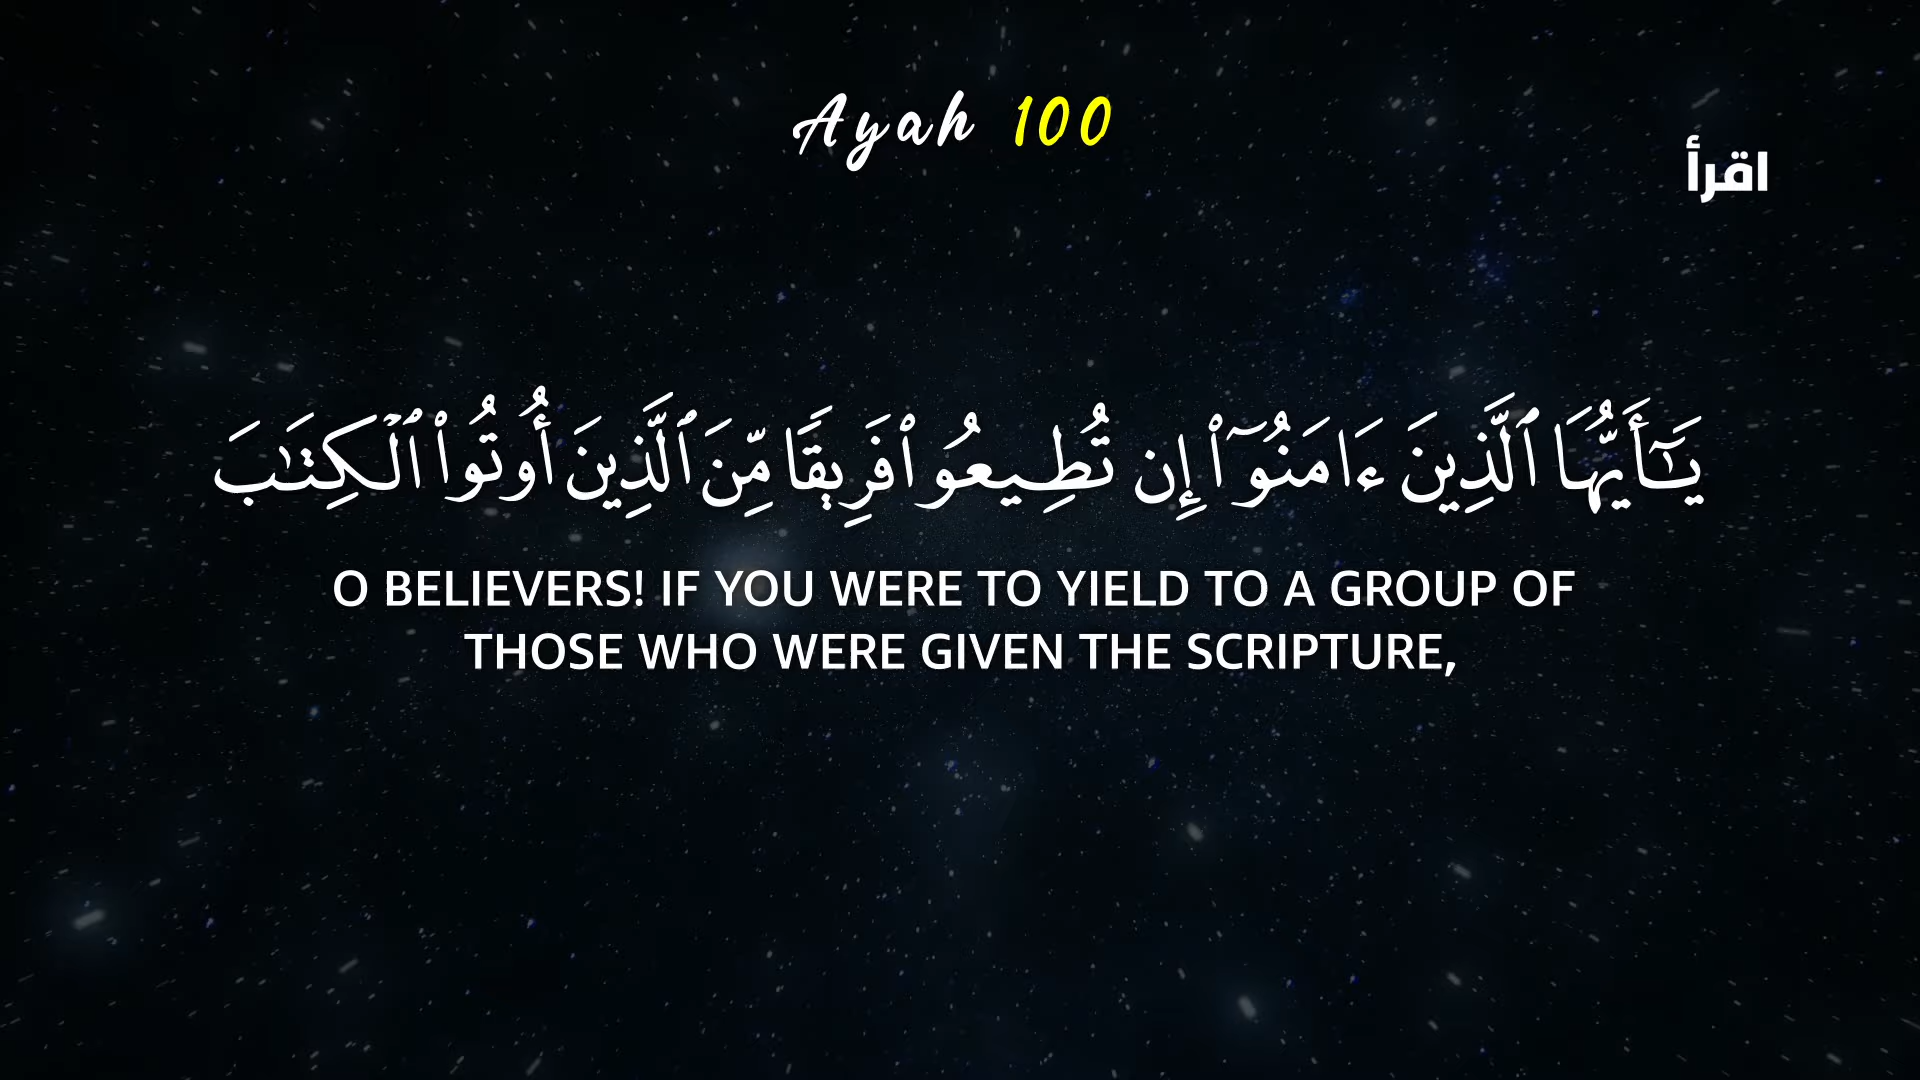 Ayah 100
اقرأ
يَـٰٓأَيُّهَا ٱلَّذِينَ ءَامَنُوٓا۟ إِن تُطِيعُوا۟ فَرِيقًا مِّنَ ٱلَّذِينَ أُوتُوا۟ ٱلْكِتَـٰبَ
O BELIEVERS! IF YOU WERE TO YIELD TO A GROUP OF
THOSE WHO WERE GIVEN THE SCRIPTURE,